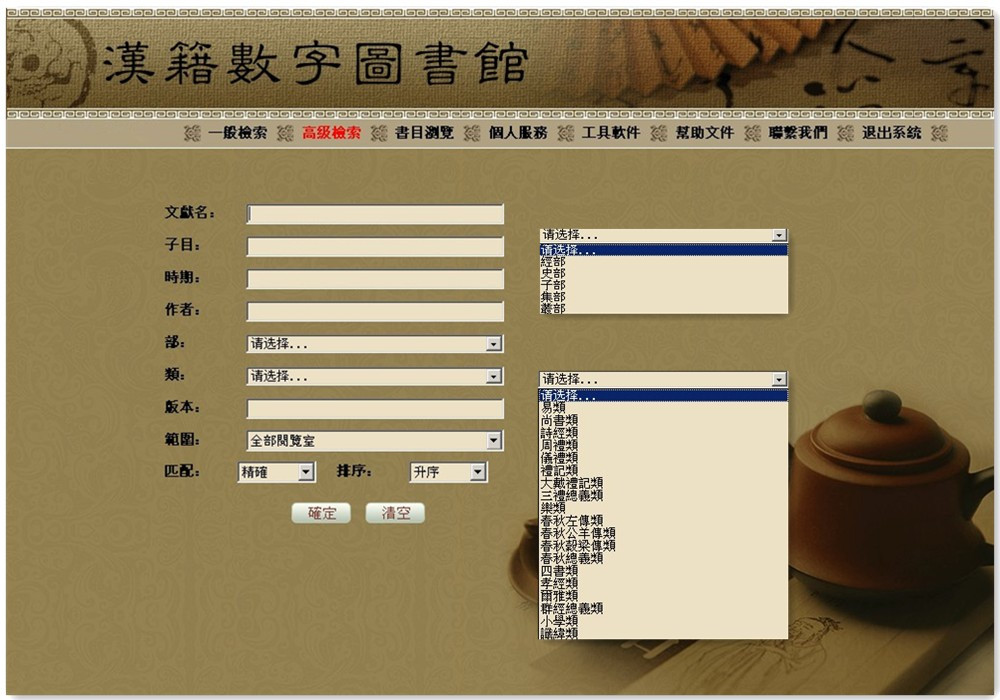 漢籍數字圖書館
一般檢索 高級檢索 書目瀏覽 個人服務 工具軟件 幫助文件 聯繫我們 退出系统
文獻名：
子目：
時期：
作者：
部： 请选择...
類： 请选择...
版本：
範圍： 全部閱覽室
匹配： 精確 排序： 升序
確定 清空
请选择...
请选择...
經部
史部
子部
集部
叢部
请选择...
请选择...
易類
尚書類
詩經類
周禮類
儀禮類
禮記類
大戴禮記類
三禮總義類
樂類
春秋左傳類
春秋公羊傳類
春秋穀梁傳類
春秋總義類
四書類
孝經類
爾雅類
群經總義類
小學類
讖緯類